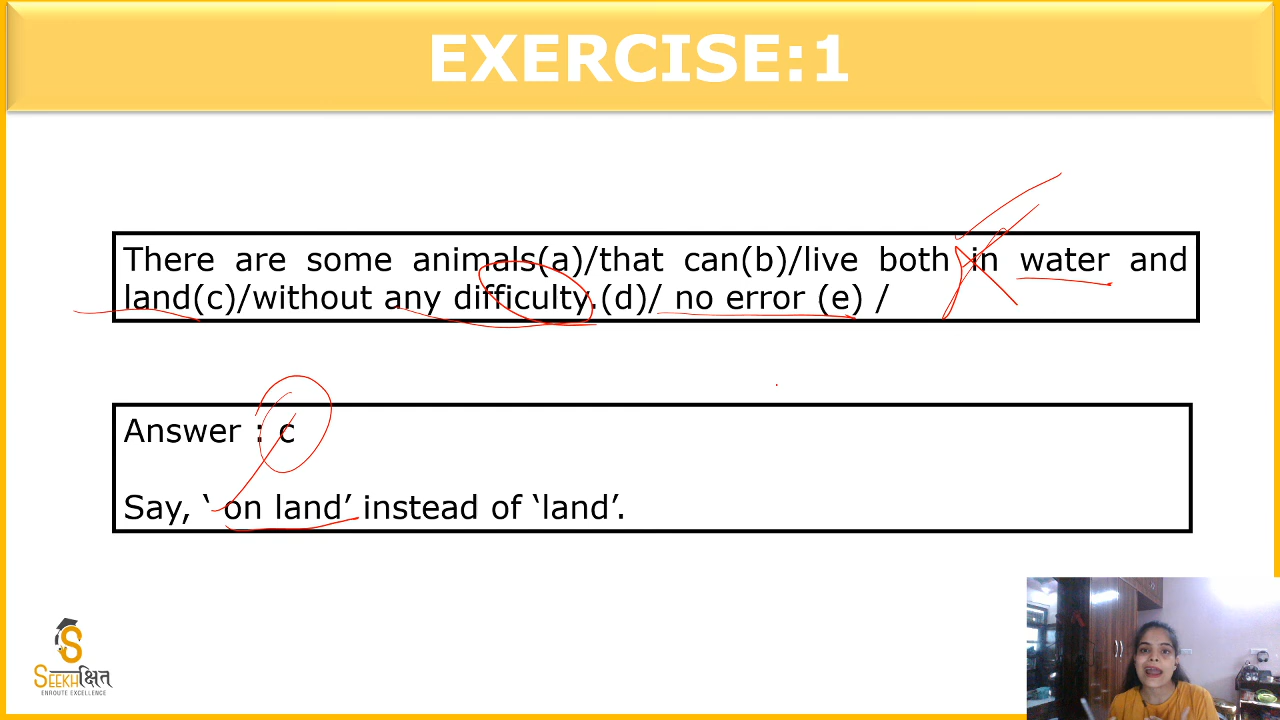 EXERCISE:1
There are some animals(a)/that can(b)/live both in water and
land(c)/without any difficulty.(d)/ no error (e) /
Answer : c
Say, ‘ on land’ instead of ‘land’.
S
SEEKHक्षित
ENROUTE EXCELLENCE